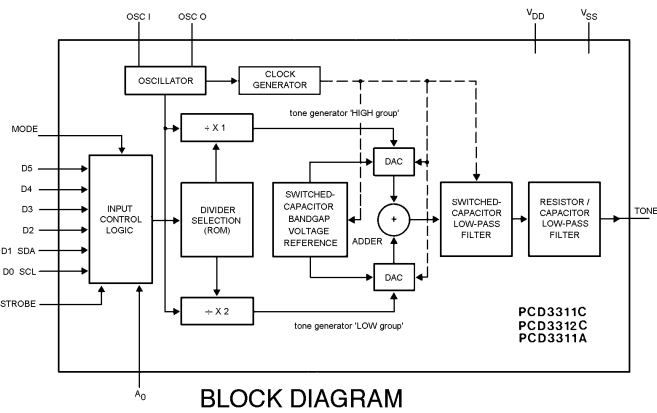 OSC I
OSC O
VDD
VSS
OSCILLATOR
CLOCK
GENERATOR
tone generator 'HIGH group'
MODE
÷ X 1
D5
D4
D3
D2
D1 SDA
D0 SCL
STROBE
INPUT
CONTROL
LOGIC
DIVIDER
SELECTION
(ROM)
SWITCHED-
CAPACITOR
BANDGAP
VOLTAGE
REFERENCE
DAC
+
ADDER
DAC
SWITCHED-
CAPACITOR
LOW-PASS
FILTER
RESISTOR /
CAPACITOR
LOW-PASS
FILTER
TONE
÷ X 2
tone generator 'LOW group'
PCD3311C
PCD3312C
PCD3311A
A0
BLOCK DIAGRAM